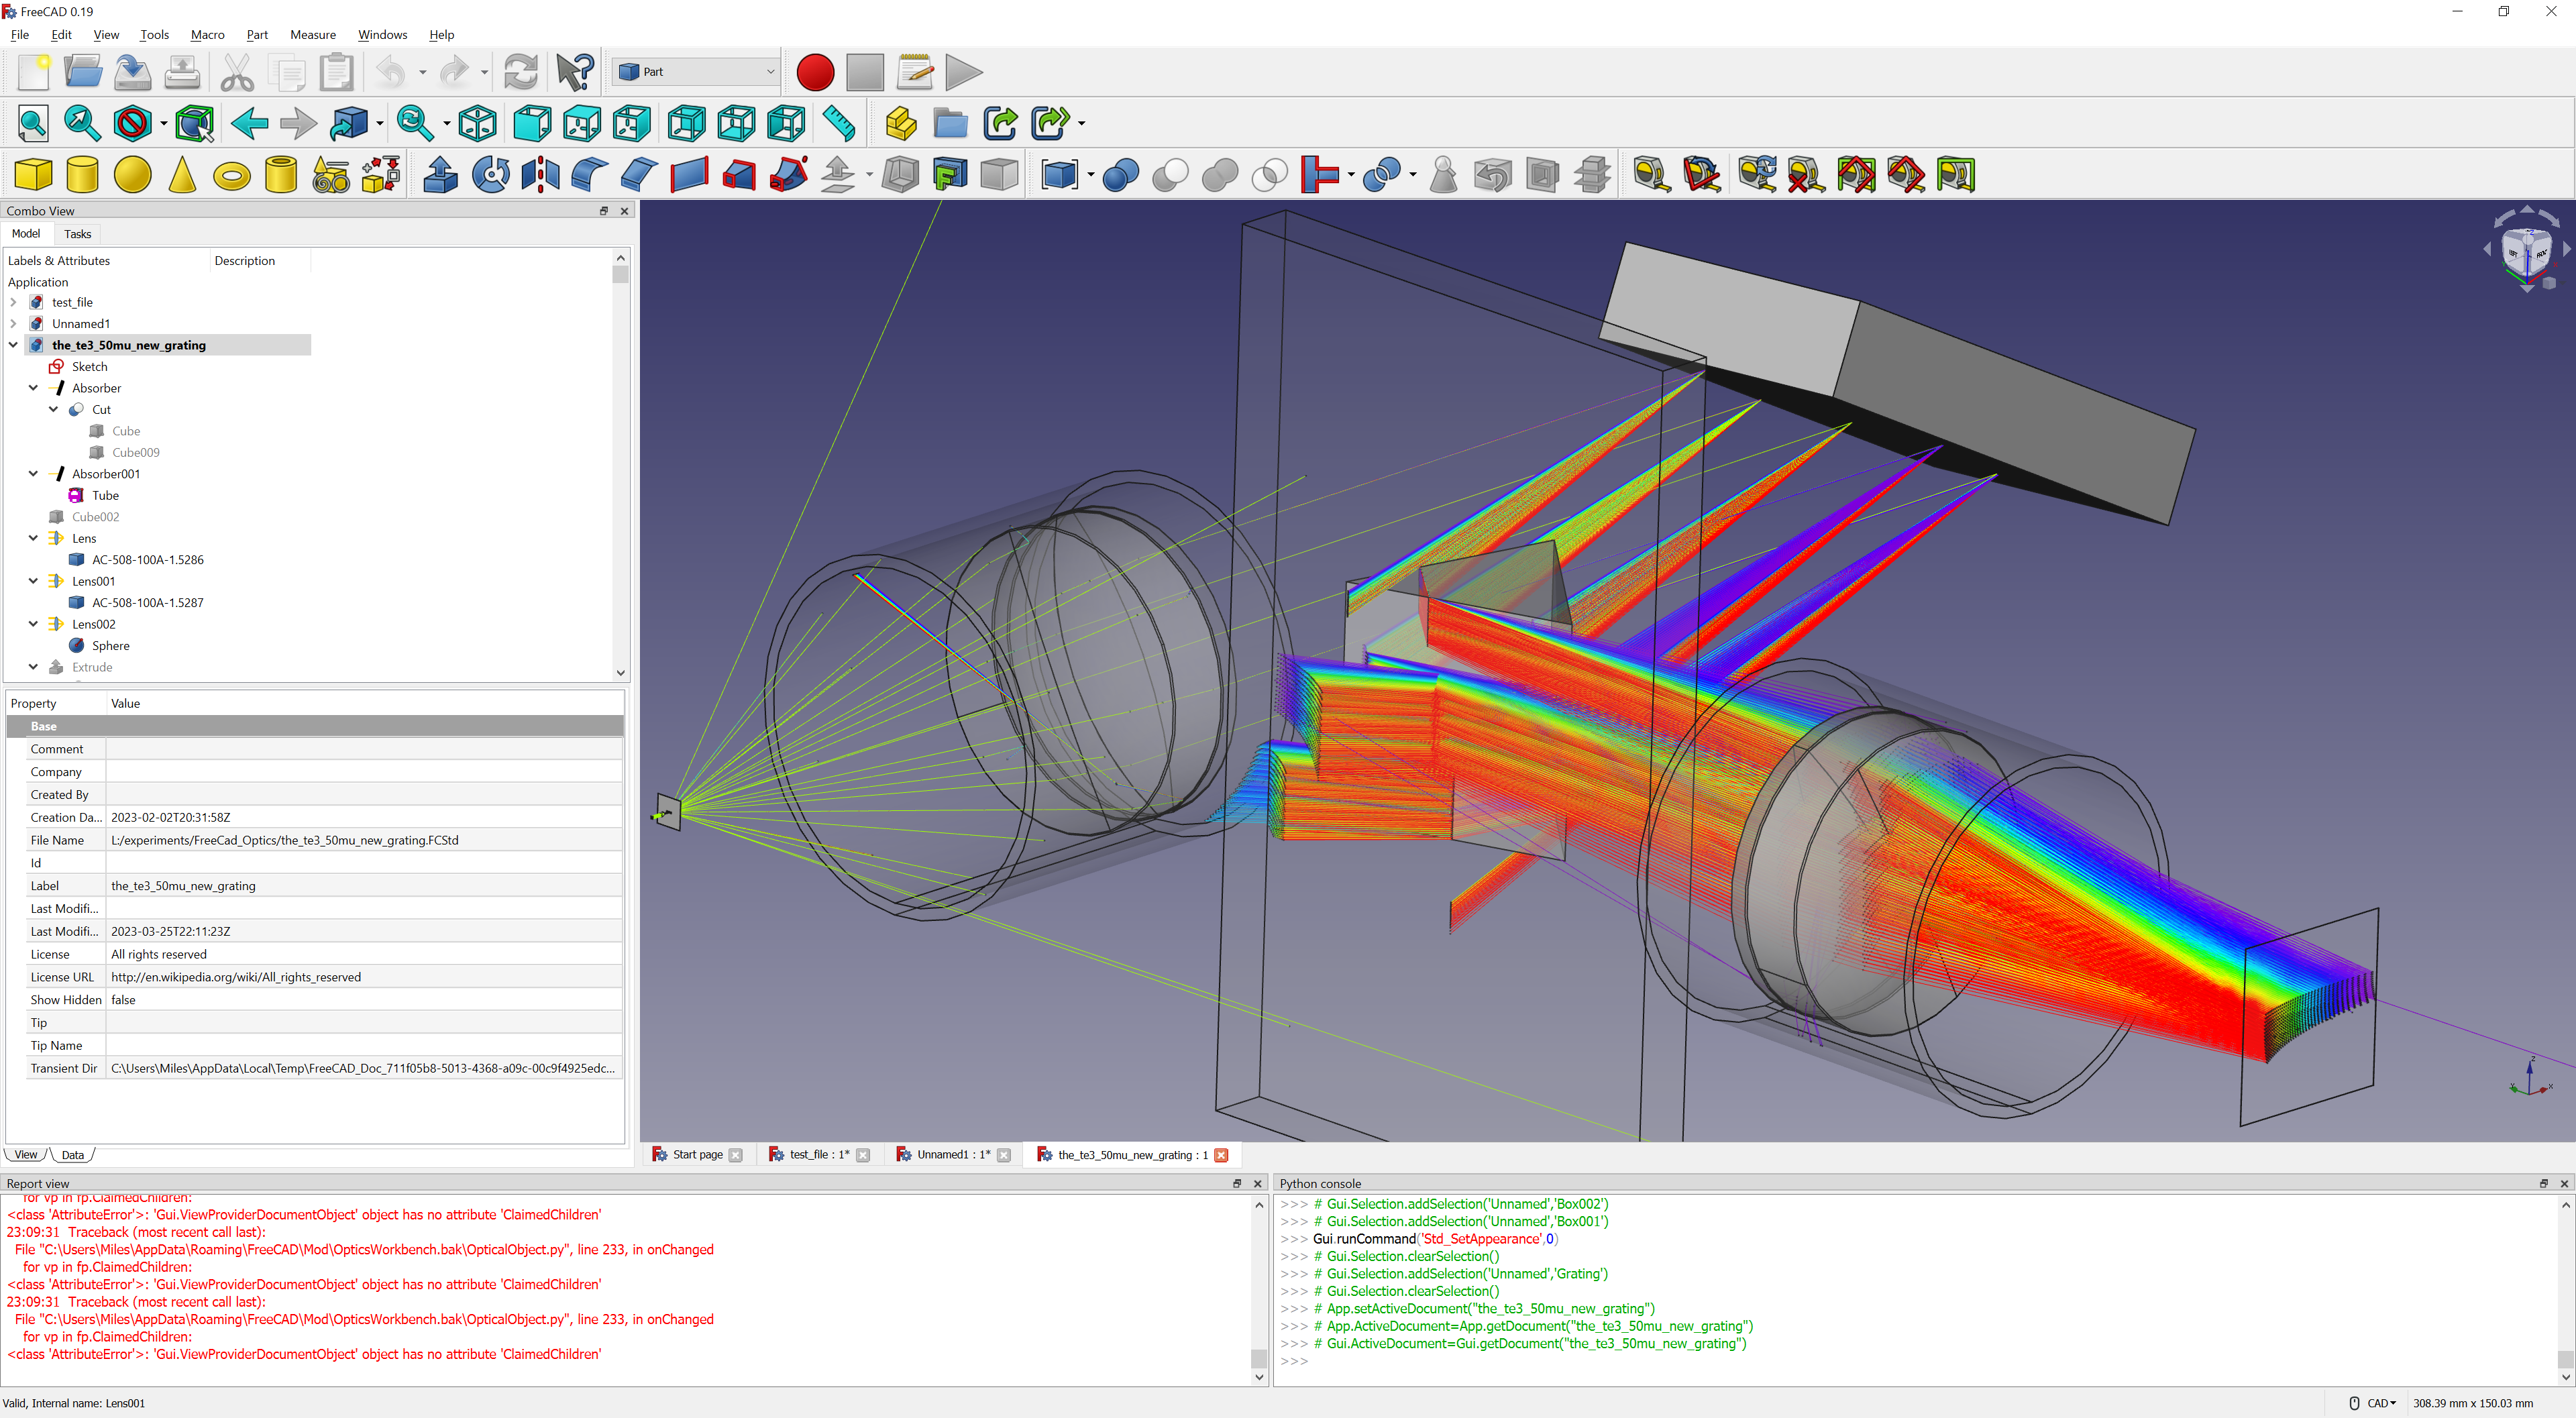 FreeCAD 0.19
File Edit View Tools Macro Part Measure Windows Help
Part
Combo View
Model Tasks
Labels & Attributes Description
Application
test_file
Unnamed1
the_te3_50mu_new_grating
Sketch
Absorber
Cut
Cube
Cube009
Absorber001
Tube
Cube002
Lens
AC-508-100A-1.5286
Lens001
AC-508-100A-1.5287
Lens002
Sphere
Extrude
Property Value
Base
Comment
Company
Created By
Creation Da... 2023-02-02T20:31:58Z
File Name L:/experiments/FreeCad_Optics/the_te3_50mu_new_grating.FCStd
Id
Label the_te3_50mu_new_grating
Last Modifi...
Last Modifi... 2023-03-25T22:11:23Z
License All rights reserved
License URL http://en.wikipedia.org/wiki/All_rights_reserved
Show Hidden false
Tip
Tip Name
Transient Dir C:\Users\Miles\AppData\Local\Temp\FreeCAD_Doc_711f05b8-5013-4368-a09c-00c9f4925edc...
View Data
Start page test_file : 1* Unnamed1 : 1* the_te3_50mu_new_grating : 1
Report view
for vp in fp.ClaimedChildren:
<class 'AttributeError'>: 'Gui.ViewProviderDocumentObject' object has no attribute 'ClaimedChildren'
23:09:31 Traceback (most recent call last):
File "C:\Users\Miles\AppData\Roaming\FreeCAD\Mod\OpticsWorkbench.bak\OpticalObject.py", line 233, in onChanged
for vp in fp.ClaimedChildren:
<class 'AttributeError'>: 'Gui.ViewProviderDocumentObject' object has no attribute 'ClaimedChildren'
23:09:31 Traceback (most recent call last):
File "C:\Users\Miles\AppData\Roaming\FreeCAD\Mod\OpticsWorkbench.bak\OpticalObject.py", line 233, in onChanged
for vp in fp.ClaimedChildren:
<class 'AttributeError'>: 'Gui.ViewProviderDocumentObject' object has no attribute 'ClaimedChildren'
Python console
>>> # Gui.Selection.addSelection('Unnamed','Box002')
>>> # Gui.Selection.addSelection('Unnamed','Box001')
>>> Gui.runCommand('Std_SetAppearance',0)
>>> # Gui.Selection.clearSelection()
>>> # Gui.Selection.addSelection('Unnamed','Grating')
>>> # Gui.Selection.clearSelection()
>>> # App.setActiveDocument("the_te3_50mu_new_grating")
>>> # App.ActiveDocument=App.getDocument("the_te3_50mu_new_grating")
>>> # Gui.ActiveDocument=Gui.getDocument("the_te3_50mu_new_grating")
>>>
Valid, Internal name: Lens001
CAD 308.39 mm x 150.03 mm